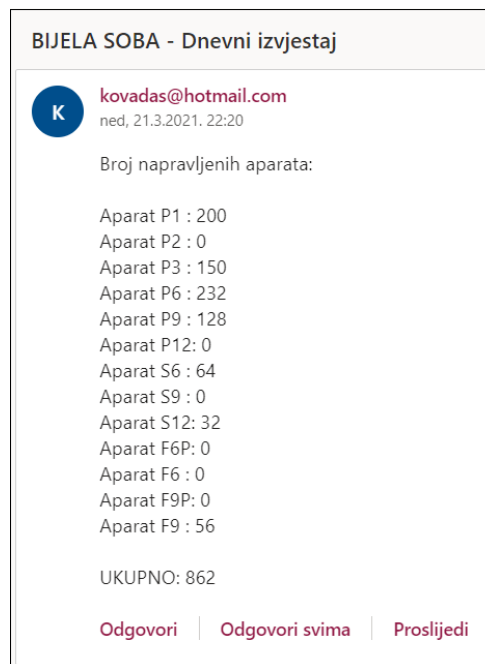 BIJELA SOBA - Dnevni izvjestaj
K
kovadas@hotmail.com
ned, 21.3.2021. 22:20
Broj napravljenih aparata:
Aparat P1 : 200
Aparat P2 : 0
Aparat P3 : 150
Aparat P6 : 232
Aparat P9 : 128
Aparat P12: 0
Aparat S6 : 64
Aparat S9 : 0
Aparat S12: 32
Aparat F6P: 0
Aparat F6 : 0
Aparat F9P: 0
Aparat F9 : 56
UKUPNO: 862
Odgovori | Odgovori svima | Proslijedi